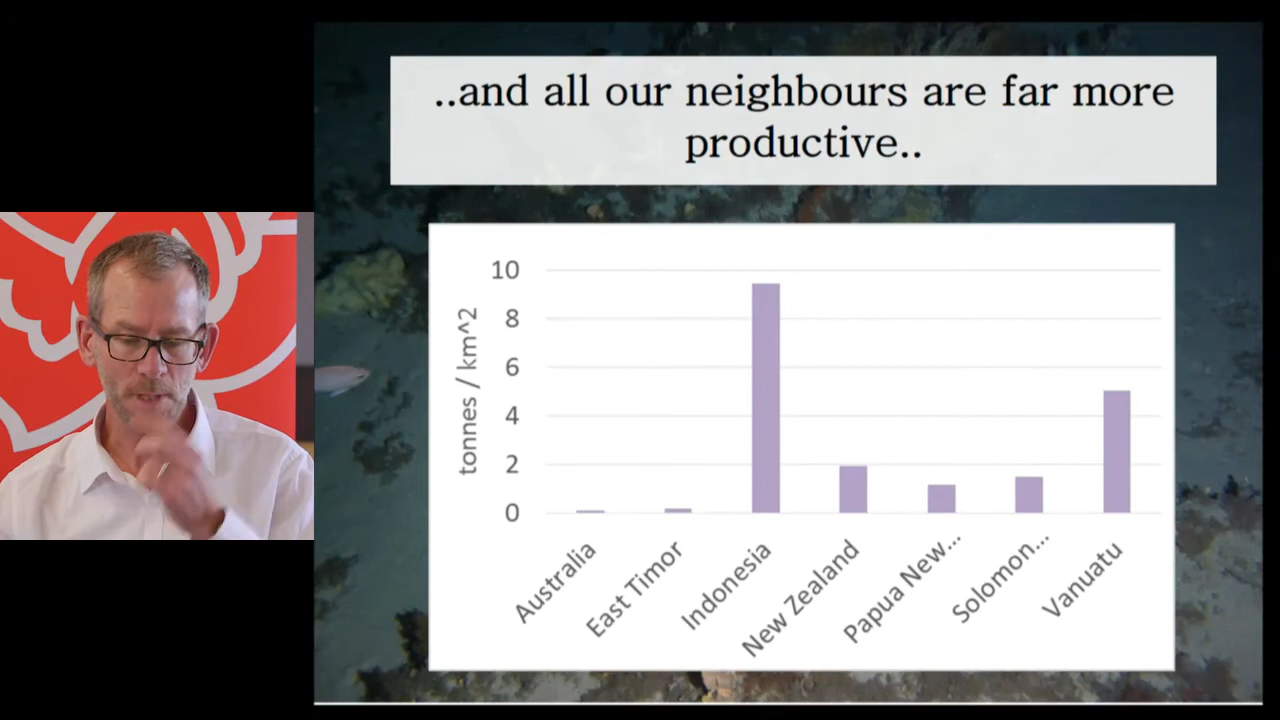 ..and all our neighbours are far more
productive..
tonnes / km^2
10
8
6
4
2
0
Australia
East Timor
Indonesia
New Zealand
Papua New...
Solomon...
Vanuatu